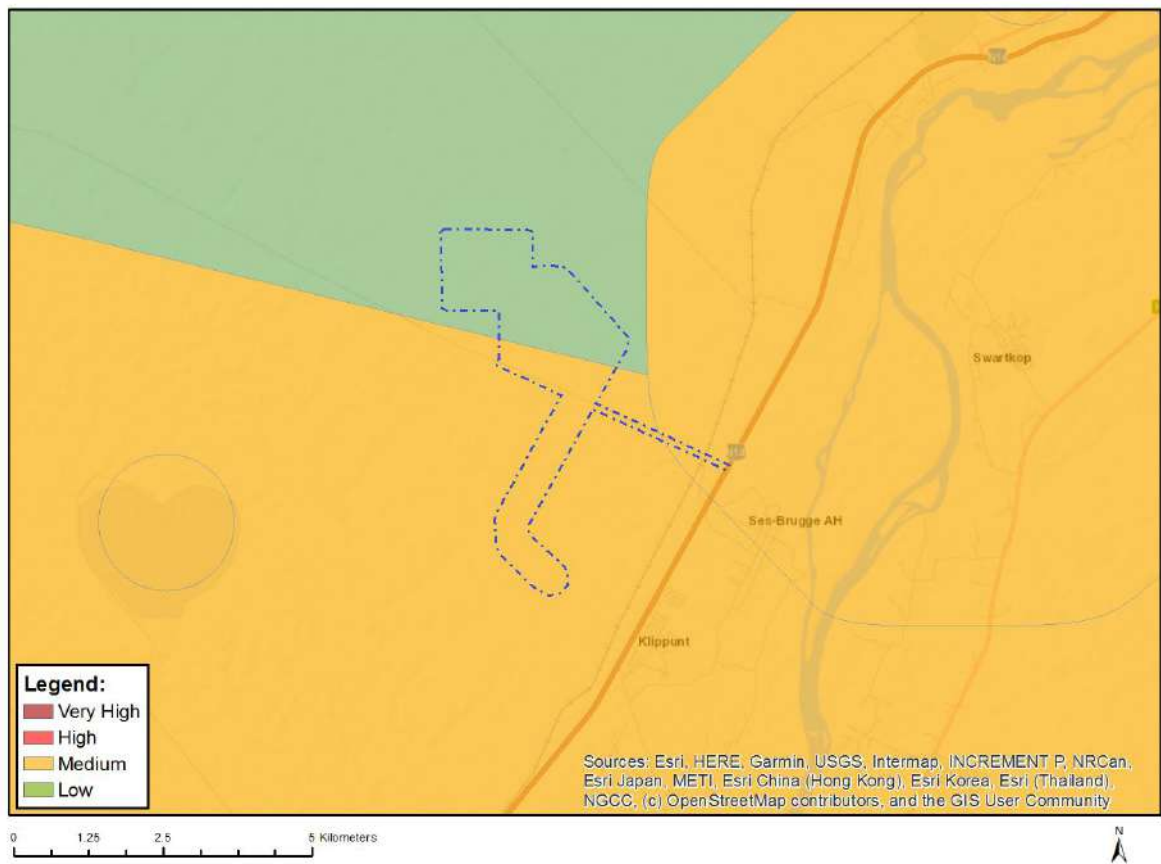 N14
Swartkop
N14
Ses-Brugge AH
Klippunt
Legend:
Very High
High
Medium
Low
Sources: Esri, HERE, Garmin, USGS, Intermap, INCREMENT P, NRCan,
Esri Japan, METI, Esri China (Hong Kong), Esri Korea, Esri (Thailand),
NGCC, (c) OpenStreetMap contributors, and the GIS User Community
0 1.25 2.5 5 Kilometers
N